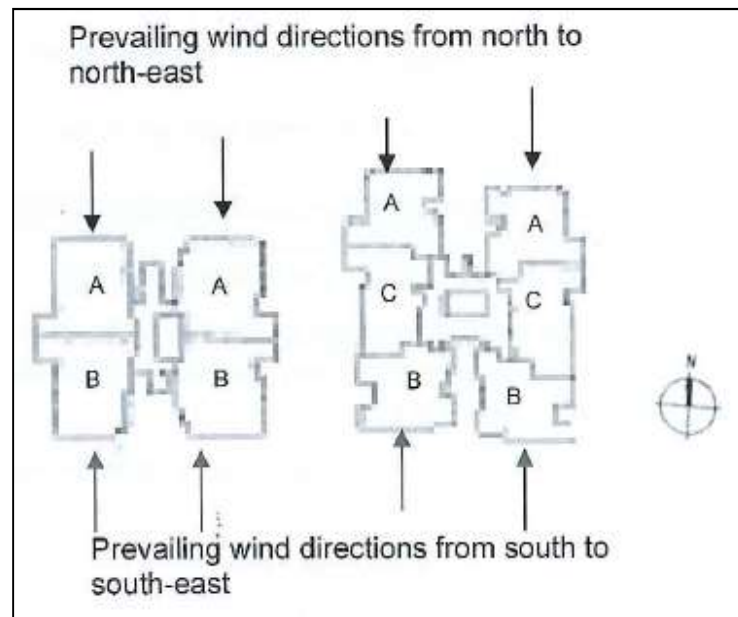 Prevailing wind directions from north to
north-east
A
A
A
A
C
C
B
B
B
B
N
Prevailing wind directions from south to
south-east